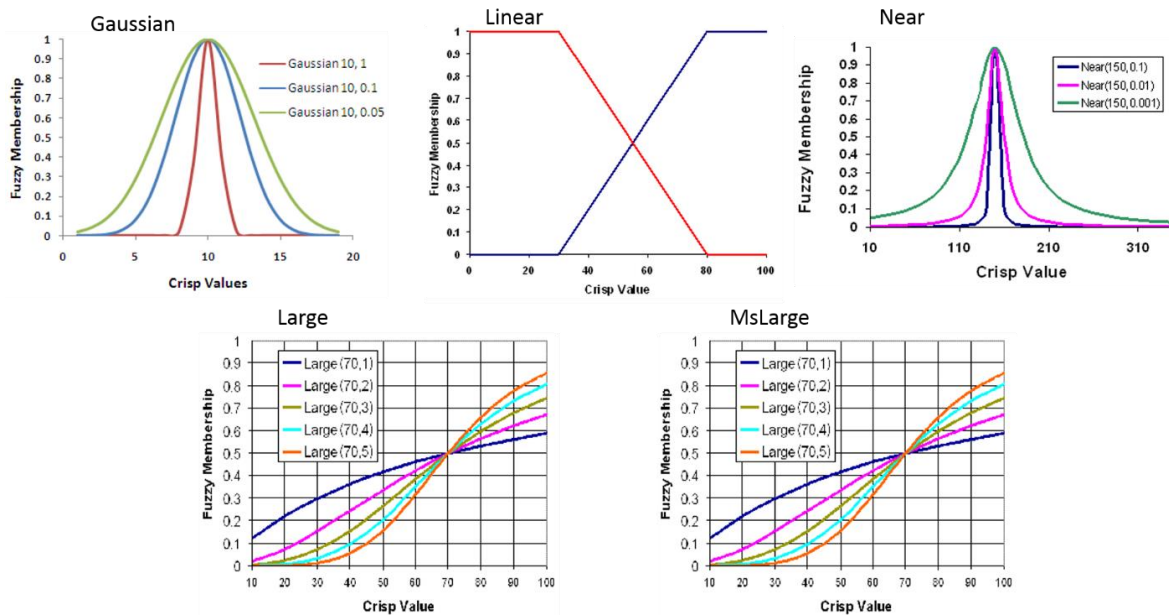 Gaussian
1
0.9
0.8
0.7
0.6
0.5
0.4
0.3
0.2
0.1
0
Fuzzy Membership
Gaussian 10, 1
Gaussian 10, 0.1
Gaussian 10, 0.05
0 5 10 15 20
Crisp Values
Linear
1
0.9
0.8
0.7
0.6
0.5
0.4
0.3
0.2
0.1
0
Fuzzy Membership
0 20 40 60 80 100
Crisp Value
Near
1
0.9
0.8
0.7
0.6
0.5
0.4
0.3
0.2
0.1
0
Fuzzy Membership
Near(150,0.1)
Near(150,0.01)
Near(150,0.001)
10 110 210 310
Crisp Value
Large
1
0.9
0.8
0.7
0.6
0.5
0.4
0.3
0.2
0.1
0
Fuzzy Membership
Large (70,1)
Large (70,2)
Large (70,3)
Large (70,4)
Large (70,5)
10 20 30 40 50 60 70 80 90 100
Crisp Value
MsLarge
1
0.9
0.8
0.7
0.6
0.5
0.4
0.3
0.2
0.1
0
Fuzzy Membership
Large (70,1)
Large (70,2)
Large (70,3)
Large (70,4)
Large (70,5)
10 20 30 40 50 60 70 80 90 100
Crisp Value